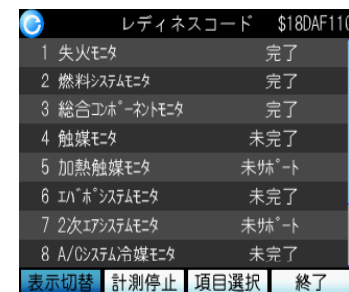 レディネスコード $18DAF110
1 失火ﾓﾆﾀ 完了
2 燃料ｼｽﾃﾑﾓﾆﾀ 完了
3 総合ｺﾝﾎﾟｰﾈﾝﾄﾓﾆﾀ 完了
4 触媒ﾓﾆﾀ 未完了
5 加熱触媒ﾓﾆﾀ 未ｻﾎﾟｰﾄ
6 ｴﾊﾞﾎﾟｼｽﾃﾑﾓﾆﾀ 未完了
7 2次ｴｱｼｽﾃﾑﾓﾆﾀ 未ｻﾎﾟｰﾄ
8 A/Cｼｽﾃﾑ冷媒ﾓﾆﾀ 未完了
表示切替 計測停止 項目選択 終了